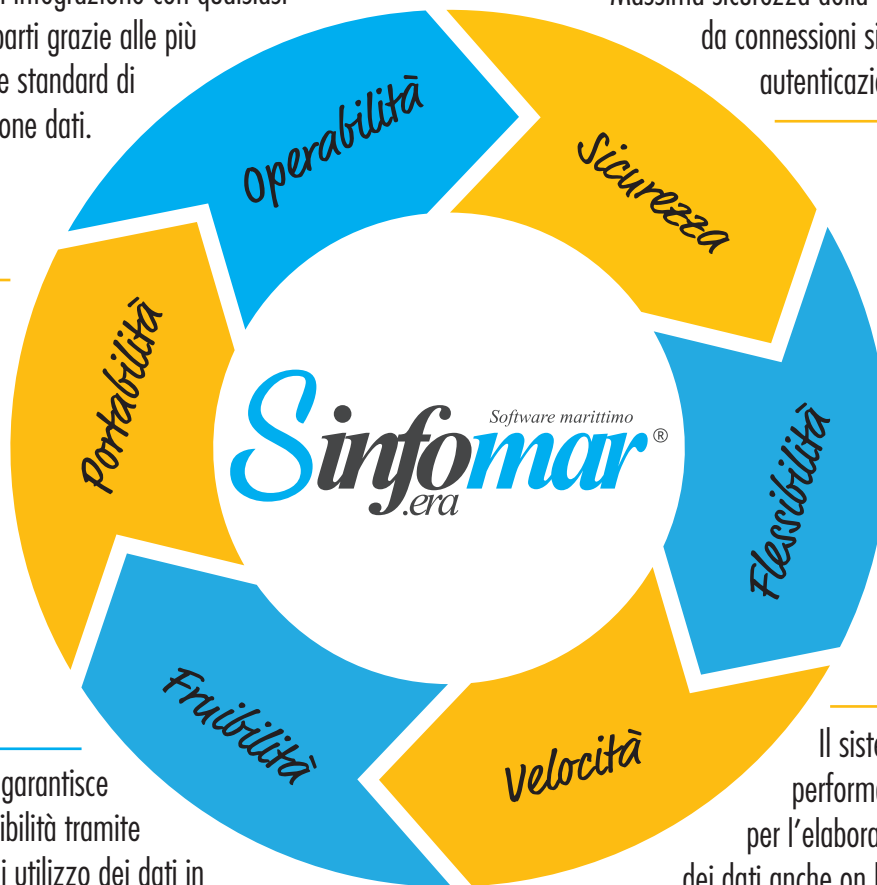 integrazione con qualsiasi
parti grazie alle più
e standard di
one dati.
Massima sicurezza della
da connessioni si
autenticazio
Operabilità
Sicurezza
Portabilità
Flessibilità
Software marittimo
Sinfomar®
.era
Fruibilità
Velocità
garantisce
ibilità tramite
i utilizzo dei dati in
Il siste
performa
per l'elabora
dei dati anche on